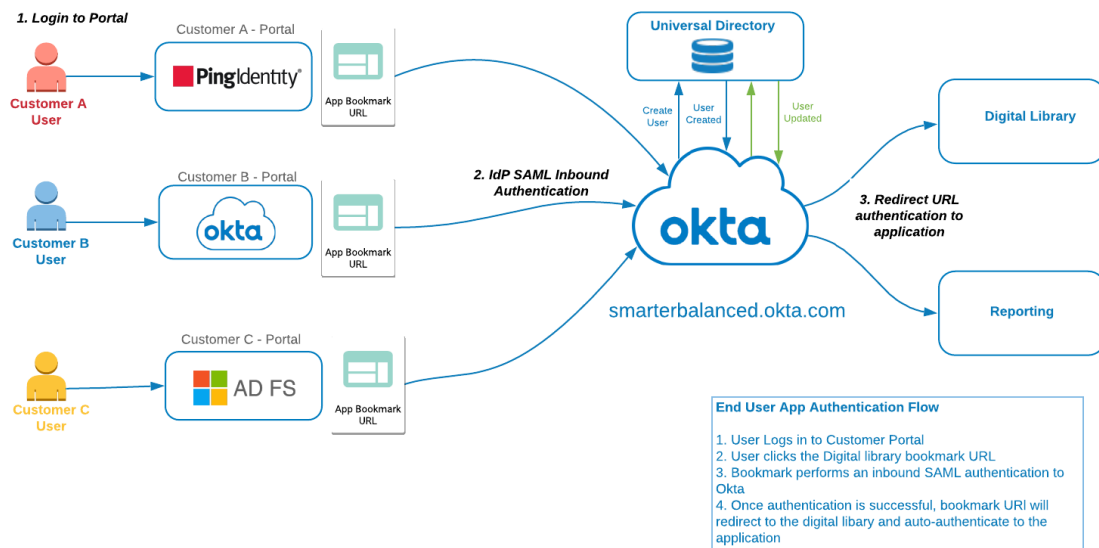 1. Login to Portal
Customer A - Portal
PingIdentity®
App Bookmark
URL
Customer A
User
Customer B - Portal
okta
App Bookmark
URL
Customer B
User
Customer C - Portal
AD FS
App Bookmark
URL
Customer C
User
2. IdP SAML Inbound
Authentication
Universal Directory
Create
User
User
Created
User
Updated
okta
smarterbalanced.okta.com
3. Redirect URL
authentication to
application
Digital Library
Reporting
End User App Authentication Flow
1. User Logs in to Customer Portal
2. User clicks the Digital library bookmark URL
3. Bookmark performs an inbound SAML authentication to
Okta
4. Once authentication is successful, bookmark URl will
redirect to the digital libary and auto-authenticate to the
application